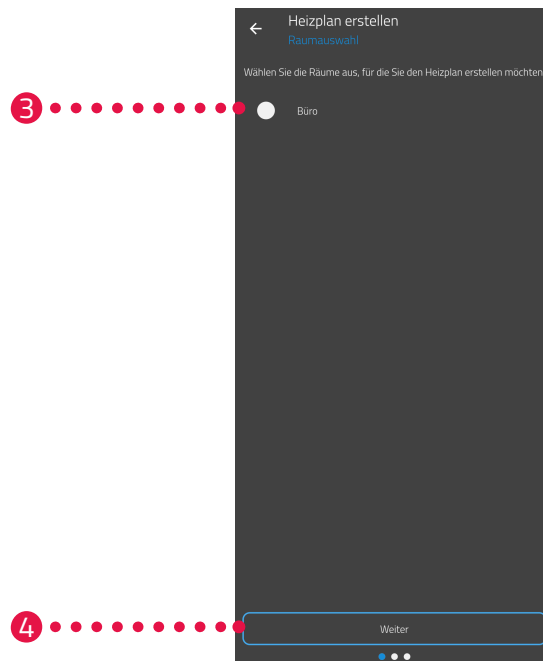 Heizplan erstellen
Raumauswahl
Wählen Sie die Räume aus, für die Sie den Heizplan erstellen möchten
3
Büro
4
Weiter